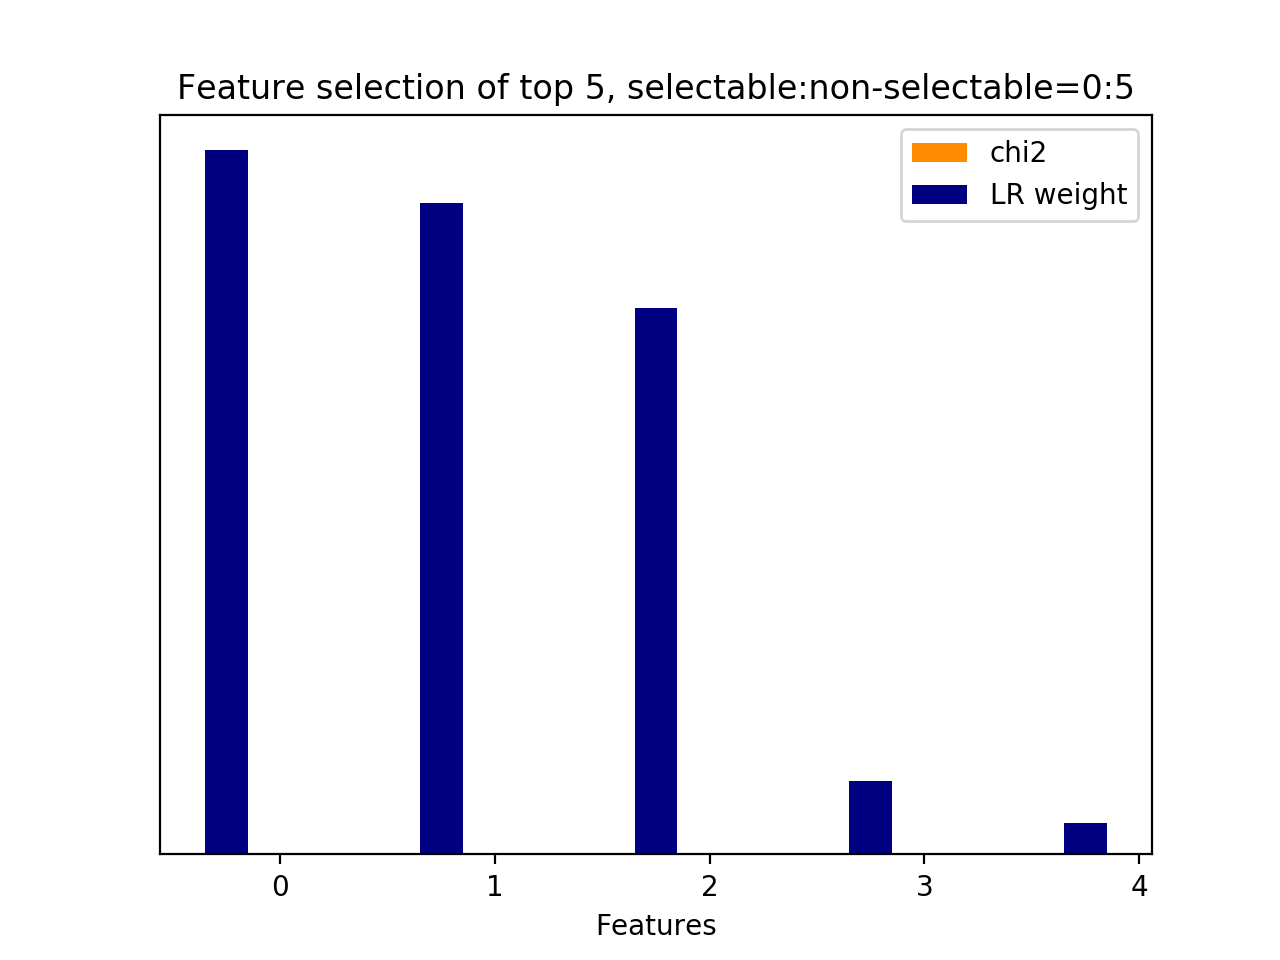 Feature selection of top 5, selectable:non-selectable=0:5
chi2
LR weight
0 1 2 3 4
Features